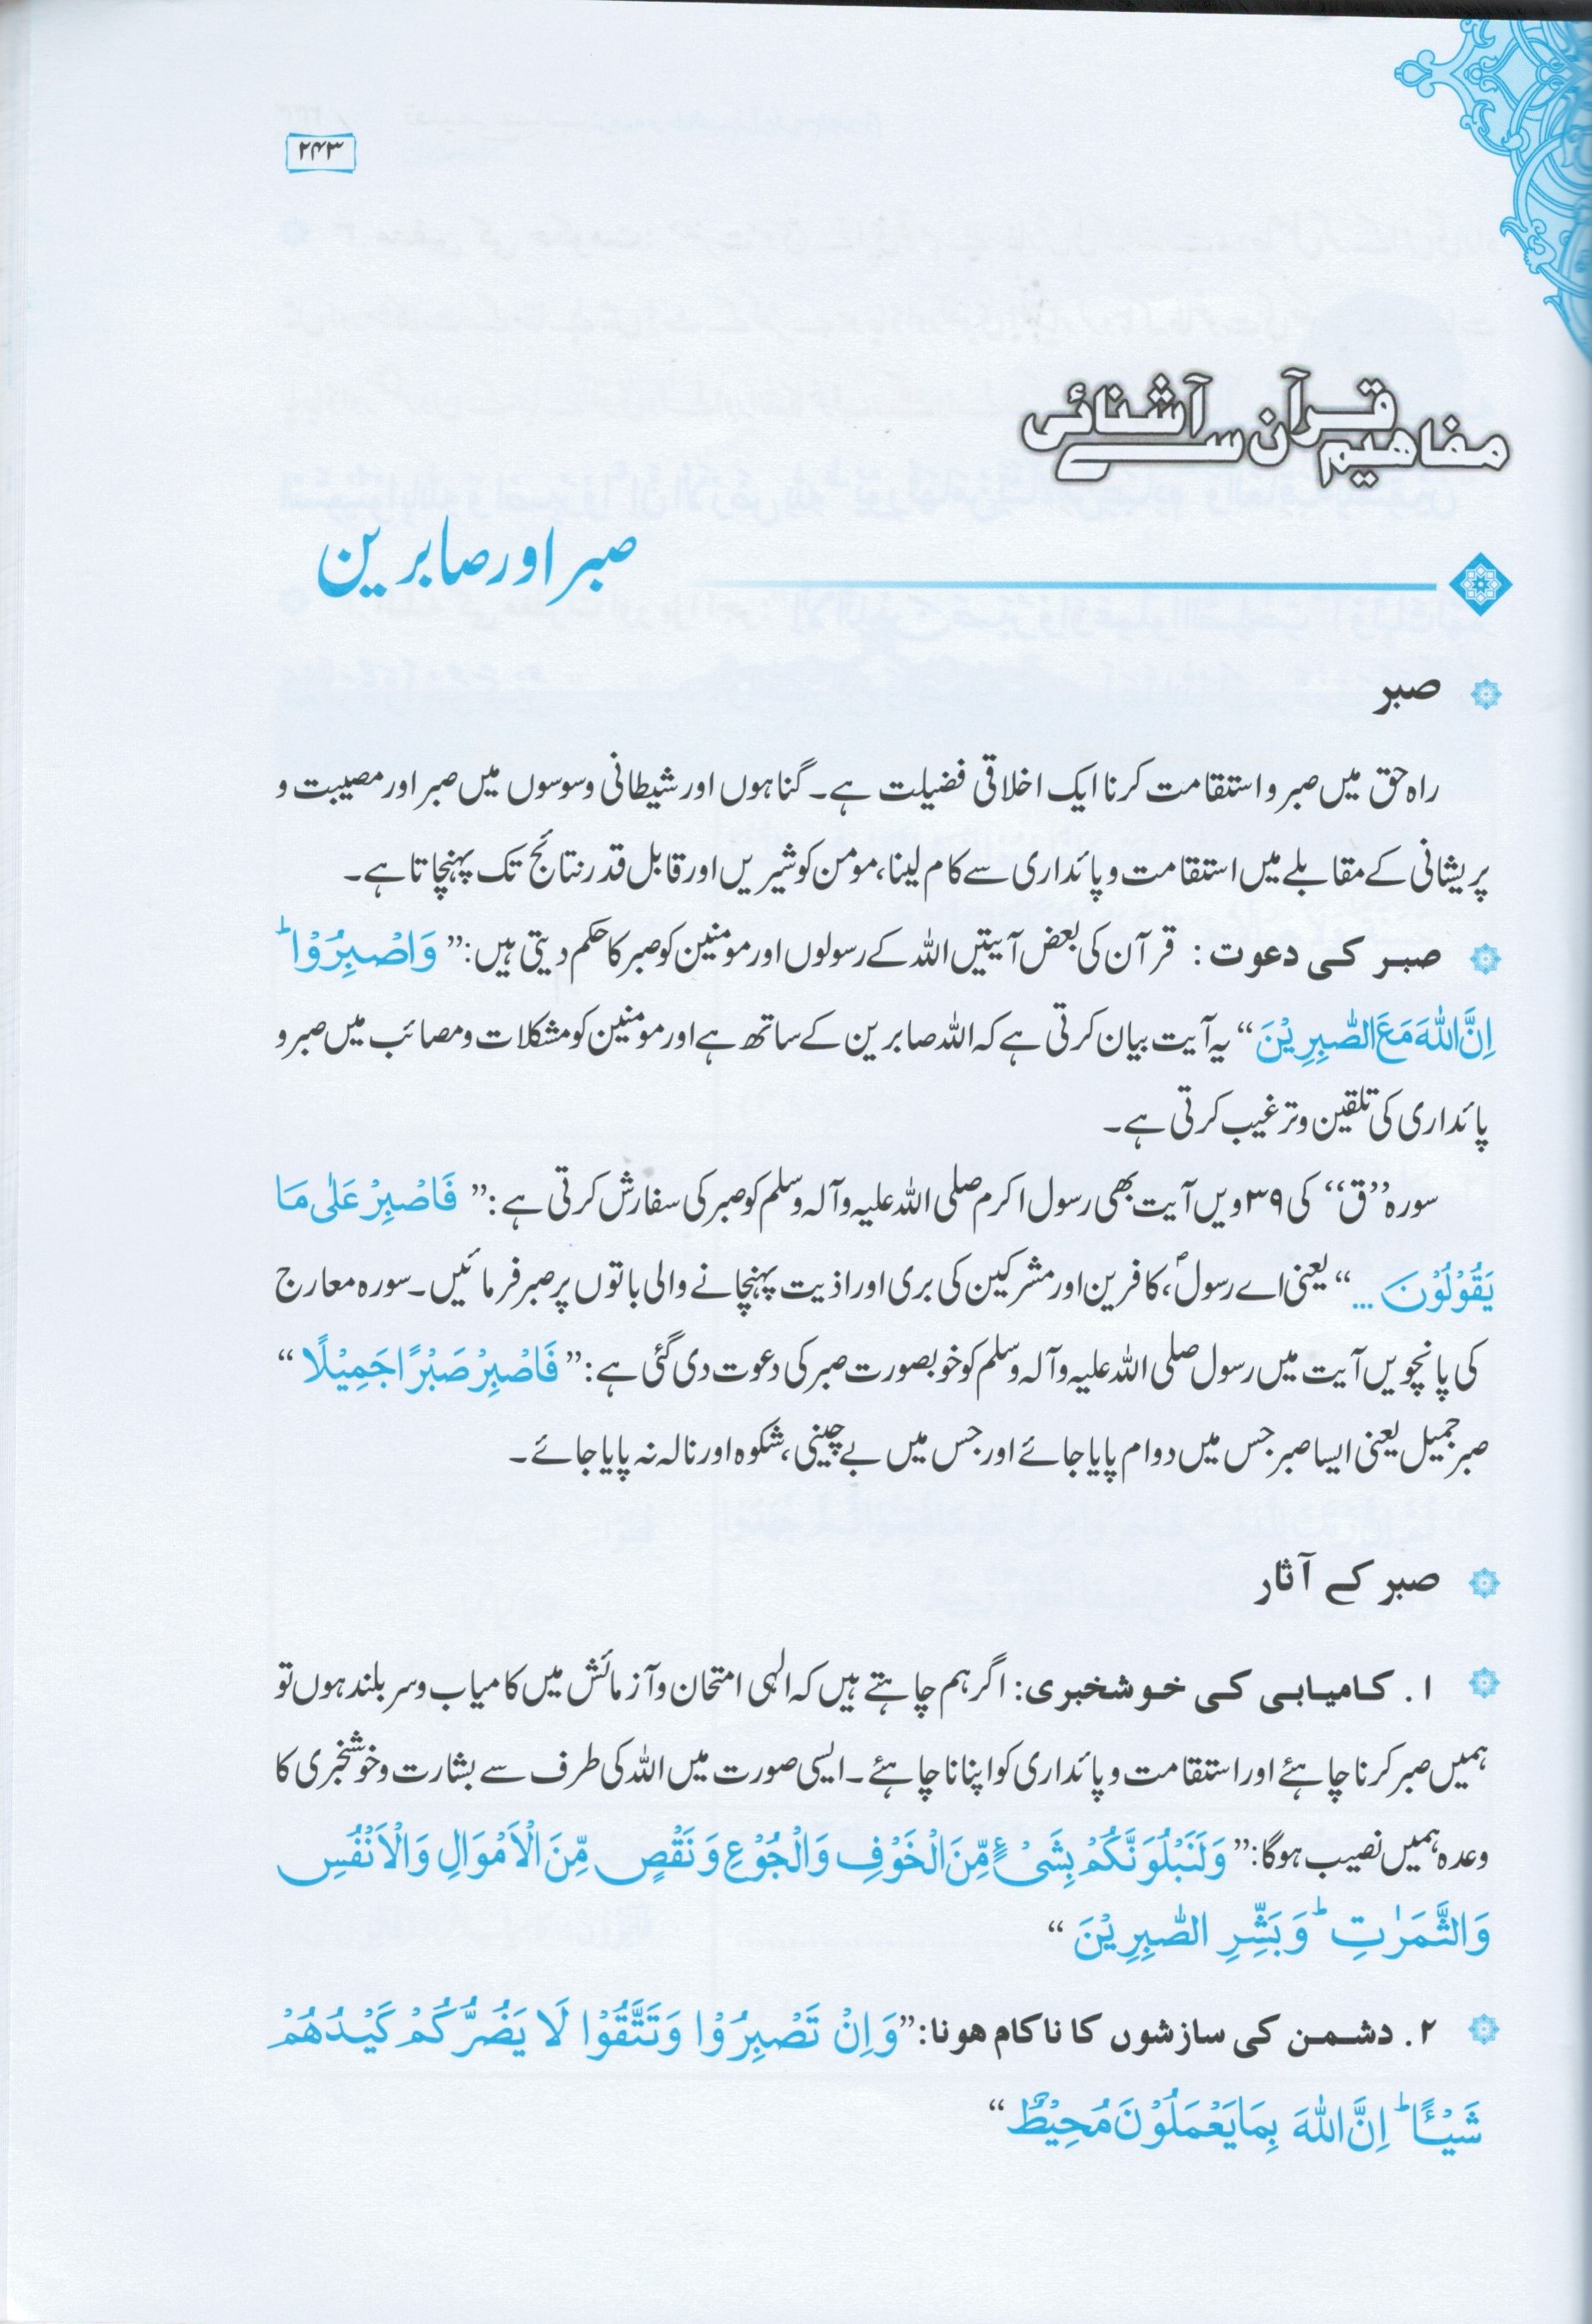 ۲۴۳
مفاهیم قرآن سے آشنائی
صبر اور صابرین
صبر
راہ حق میں صبر و استقامت کرنا ایک اخلاقی فضیلت ہے۔ گناہوں اور شیطانی وسوسوں میں صبر اور مصیبت و
پریشانی کے مقابلے میں استقامت و پائداری سے کام لینا، مومن کو شیریں اور قابل قدر نتائج تک پہنچاتا ہے۔
صبر کی دعوت: قرآن کی بعض آیتیں اللہ کے رسولوں اور مومنین کو صبر کا حکم دیتی ہیں:” وَاصْبِرُوْا ؕ
اِنَّ اللّٰهَ مَعَ الصّٰبِرِیْنَ“ یہ آیت بیان کرتی ہے کہ اللہ صابرین کے ساتھ ہے اور مومنین کو مشکلات و مصائب میں صبر و
پائداری کی تلقین و ترغیب کرتی ہے۔
سورہ ”ق“ کی ۳۹ ویں آیت بھی رسول اکرم صلی اللہ علیہ وآلہ وسلم کو صبر کی سفارش کرتی ہے:” فَاصْبِرْ عَلٰی مَا
یَقُوْلُوْنَ ...“ یعنی اے رسولؐ، کافرین اور مشرکین کی بری اور اذیت پہنچانے والی باتوں پر صبر فرمائیں۔ سورہ معارج
کی پانچویں آیت میں رسول صلی اللہ علیہ وآلہ وسلم کو خوبصورت صبر کی دعوت دی گئی ہے:” فَاصْبِرْ صَبْرًا جَمِیْلًا “
صبر جمیل یعنی ایسا صبر جس میں دوام پایا جائے اور جس میں بے چینی، شکوہ اور نالہ نہ پایا جائے۔
صبر کے آثار
۱. کامیابی کی خوشخبری: اگر ہم چاہتے ہیں کہ الٰہی امتحان و آزمائش میں کامیاب و سر بلند ہوں تو
ہمیں صبر کرنا چاہئے اور استقامت و پائداری کو اپنانا چاہئے۔ ایسی صورت میں اللہ کی طرف سے بشارت و خوشخبری کا
وعدہ ہمیں نصیب ہوگا:” وَلَنَبْلُوَنَّکُمْ بِشَیْءٍ مِّنَ الْخَوْفِ وَالْجُوْعِ وَ نَقْصٍ مِّنَ الْاَمْوَالِ وَالْاَنْفُسِ
وَالثَّمَرٰتِ ؕ وَبَشِّرِ الصّٰبِرِیْنَ “
۲. دشمن کی سازشوں کا ناکام ہونا:”وَ اِنْ تَصْبِرُوْا وَتَتَّقُوْا لَا یَضُرُّکُمْ کَیْدُهُمْ
شَیْــًٔا ؕ اِنَّ اللّٰهَ بِمَا یَعْمَلُوْنَ مُحِیْطٌ “